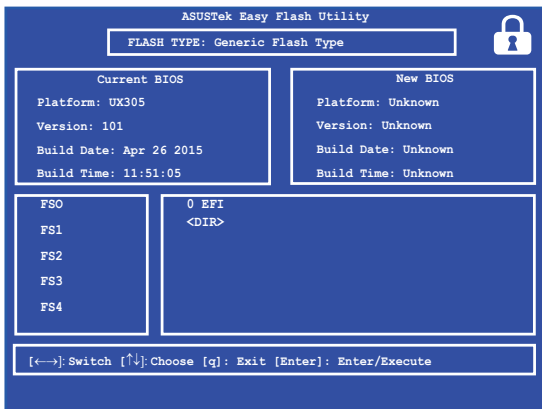 ASUSTek Easy Flash Utility
FLASH TYPE: Generic Flash Type
Current BIOS
Platform: UX305
Version: 101
Build Date: Apr 26 2015
Build Time: 11:51:05
New BIOS
Platform: Unknown
Version: Unknown
Build Date: Unknown
Build Time: Unknown
FSO
FS1
FS2
FS3
FS4
0 EFI
<DIR>
[←→]: Switch [↑↓]: Choose [q]: Exit [Enter]: Enter/Execute